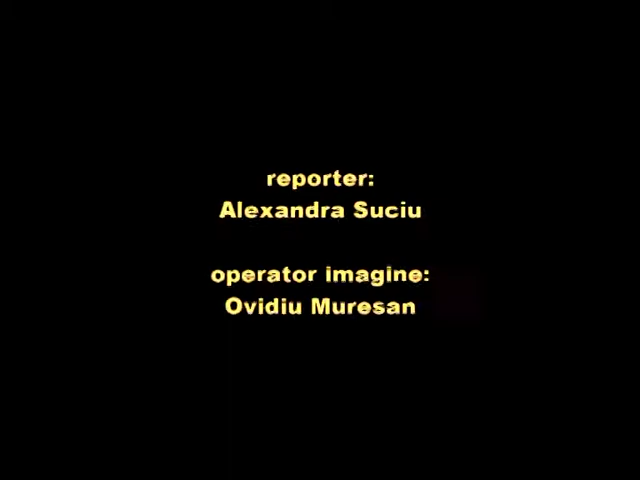 reporter:
Alexandra Suciu
operator imagine:
Ovidiu Muresan